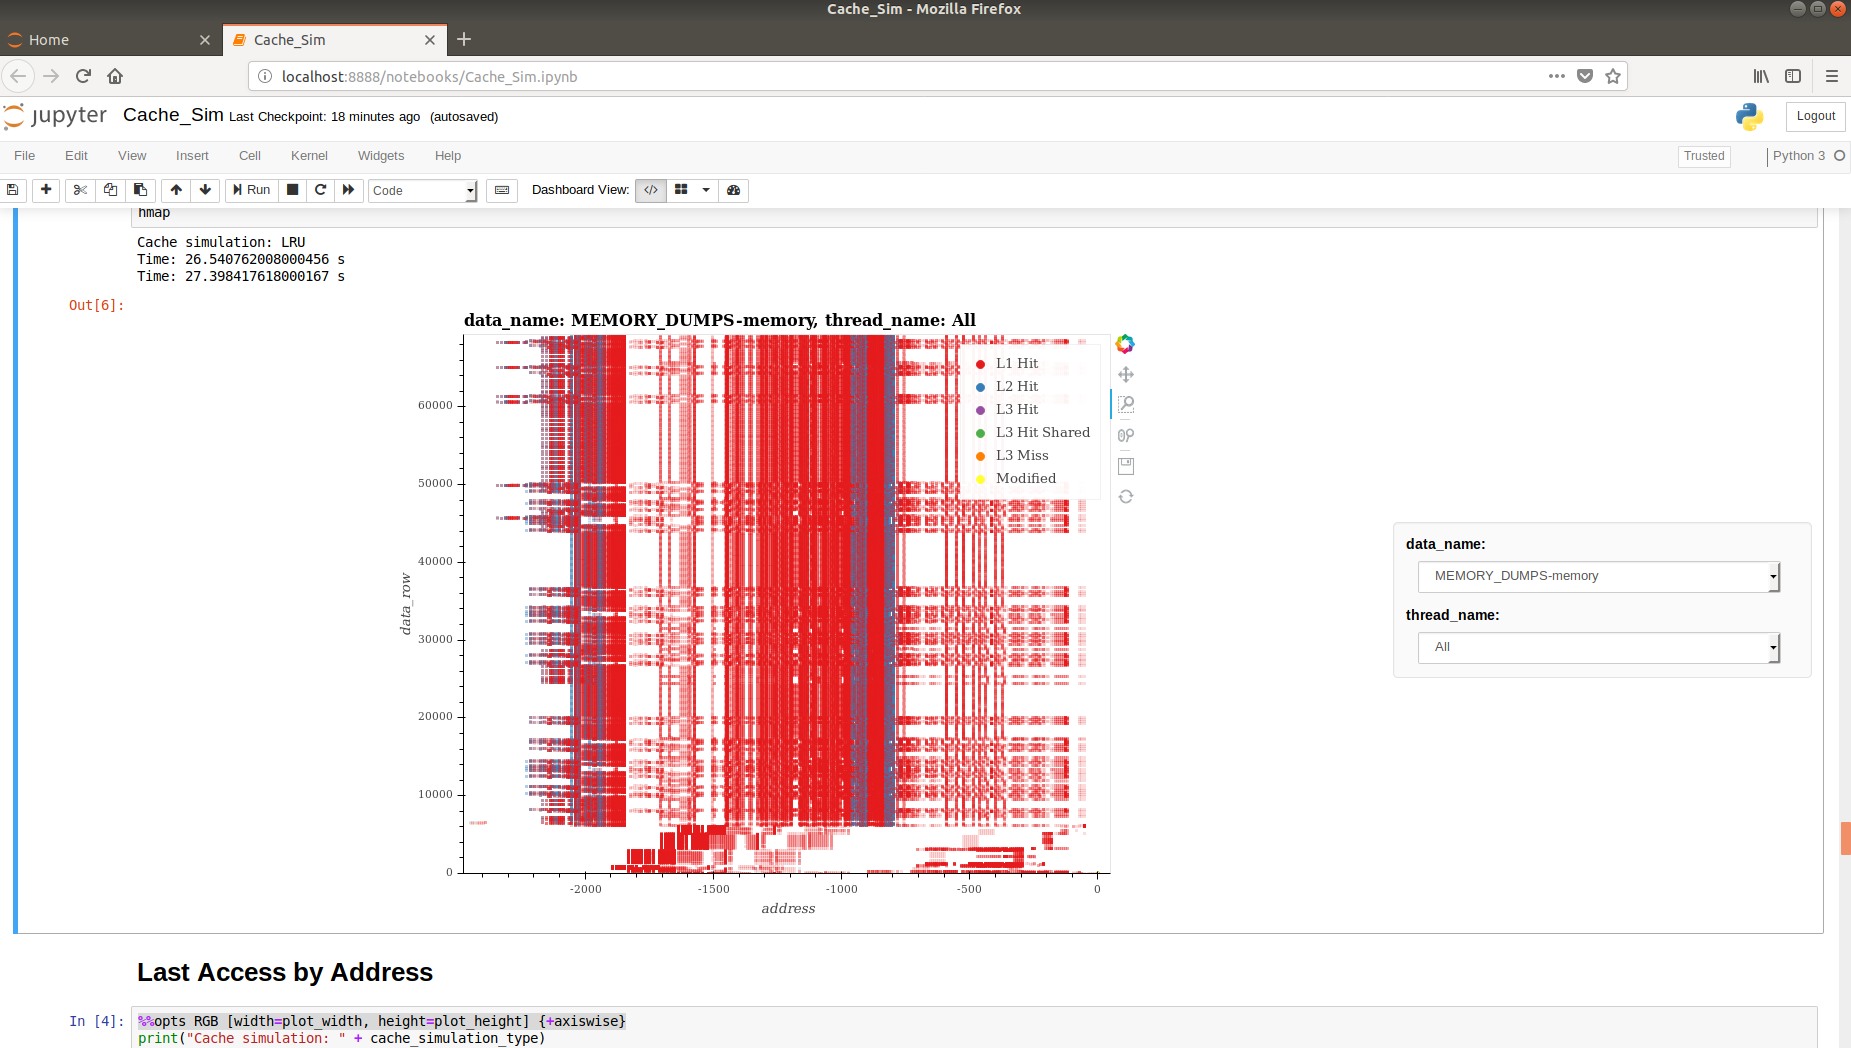 Cache_Sim - Mozilla Firefox
Home
Cache_Sim
localhost:8888/notebooks/Cache_Sim.ipynb
jupyter Cache_Sim Last Checkpoint: 18 minutes ago (autosaved)
Logout
File Edit View Insert Cell Kernel Widgets Help
Trusted Python 3
Run Code Dashboard View:
hmap
Cache simulation: LRU
Time: 26.540762008000456 s
Time: 27.398417618000167 s
Out[6]:
data_name: MEMORY_DUMPS-memory, thread_name: All
L1 Hit
L2 Hit
L3 Hit
L3 Hit Shared
L3 Miss
Modified
60000
50000
40000
30000
20000
10000
0
data_row
-2000 -1500 -1000 -500 0
address
data_name:
MEMORY_DUMPS-memory
thread_name:
All
Last Access by Address
In [4]:
%%opts RGB [width=plot_width, height=plot_height] {+axiswise}
print("Cache simulation: " + cache_simulation_type)